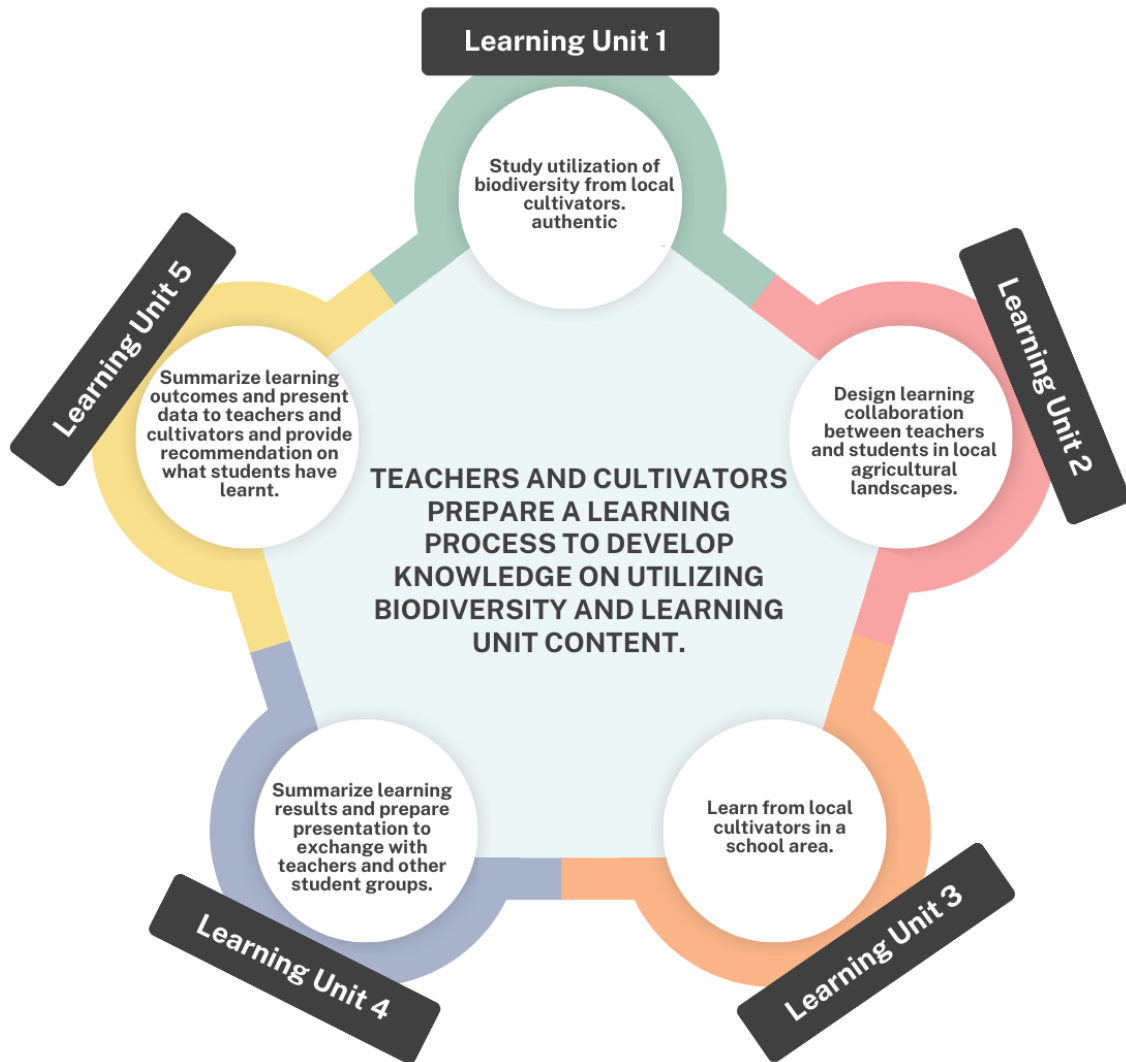 Learning Unit 1
Study utilization of
biodiversity from local
cultivators.
authentic
Learning Unit 2
Design learning
collaboration
between teachers
and students in local
agricultural
landscapes.
Learning Unit 3
Learn from local
cultivators in a
school area.
Learning Unit 4
Summarize learning
results and prepare
presentation to
exchange with
teachers and other
student groups.
Learning Unit 5
Summarize learning
outcomes and present
data to teachers and
cultivators and provide
recommendation on
what students have
learnt.
TEACHERS AND CULTIVATORS
PREPARE A LEARNING
PROCESS TO DEVELOP
KNOWLEDGE ON UTILIZING
BIODIVERSITY AND LEARNING
UNIT CONTENT.